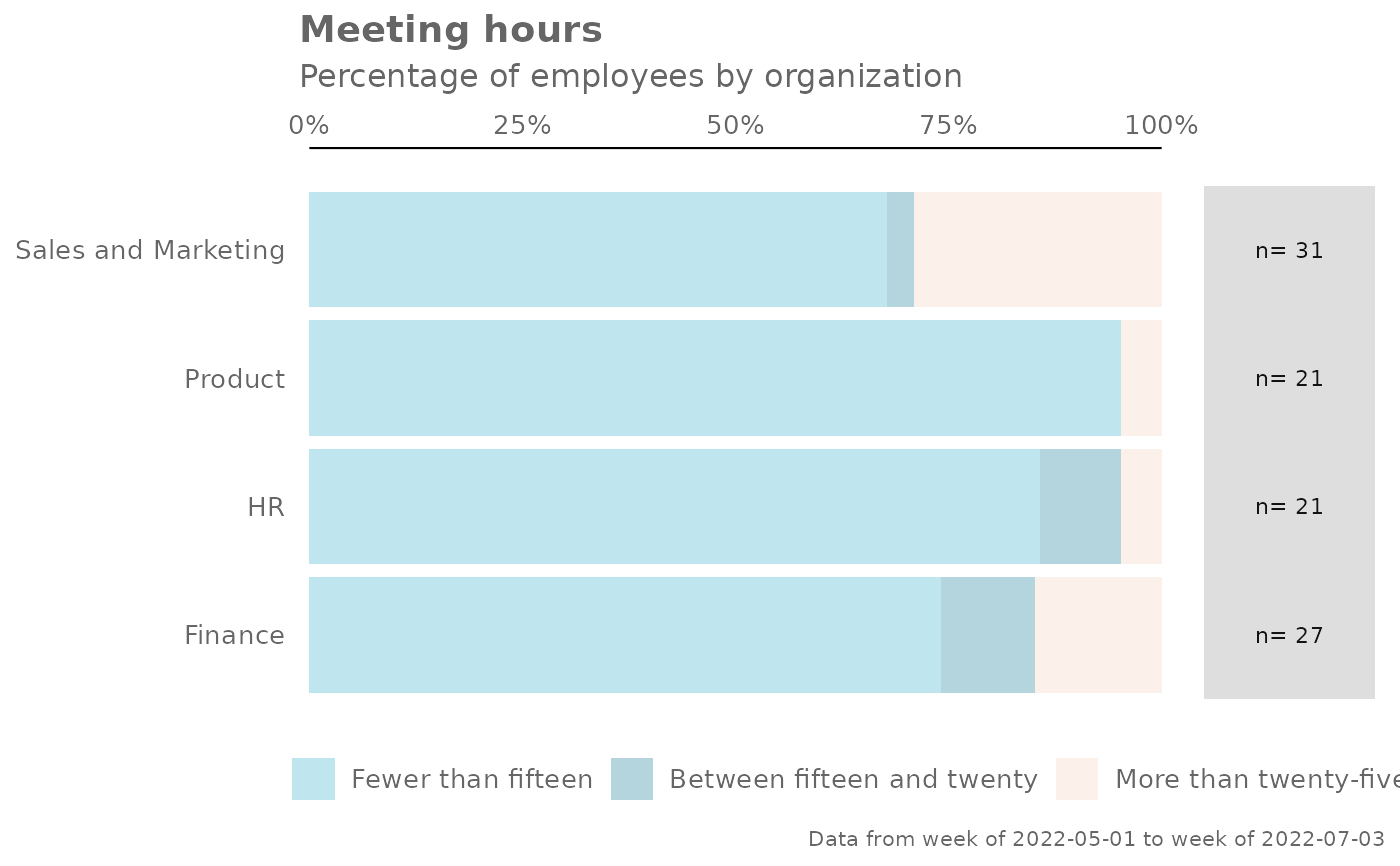 Meeting hours
Percentage of employees by organization
0% 25% 50% 75% 100%
Sales and Marketing n= 31
Product n= 21
HR n= 21
Finance n= 27
Fewer than fifteen Between fifteen and twenty More than twenty-five
Data from week of 2022-05-01 to week of 2022-07-03